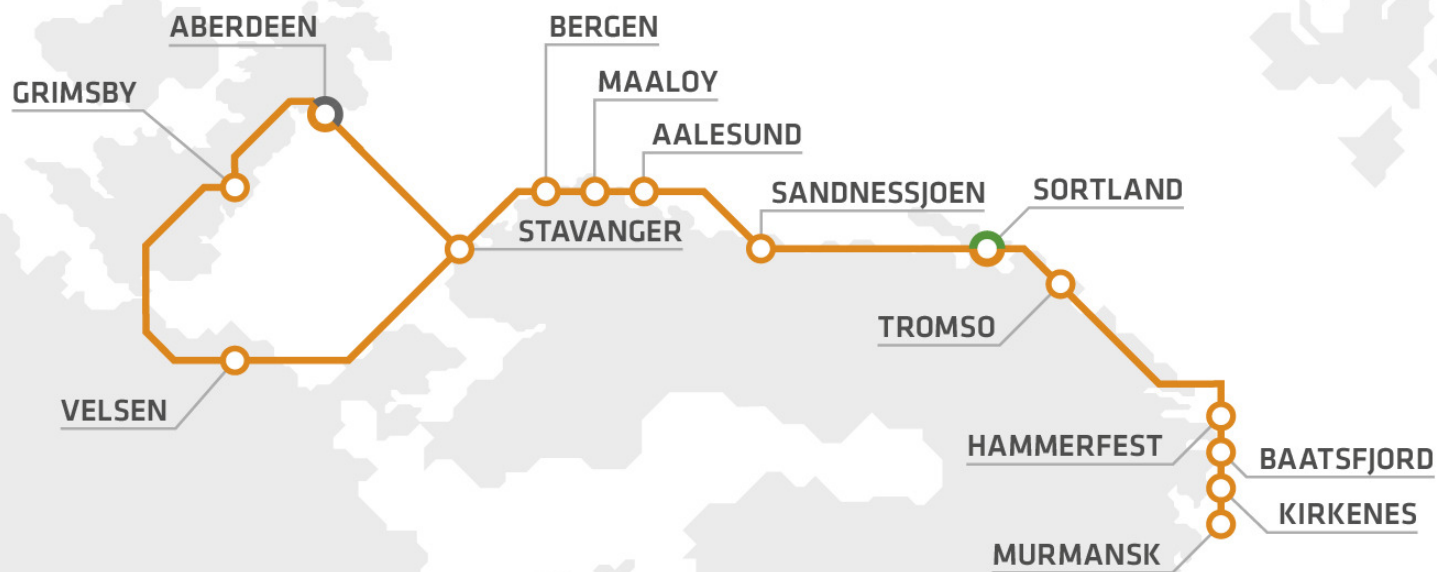 ABERDEEN
BERGEN
GRIMSBY
MAALOY
AALESUND
SANDNESSJOEN
SORTLAND
STAVANGER
TROMSO
VELSEN
HAMMERFEST
BAATSFJORD
KIRKENES
MURMANSK